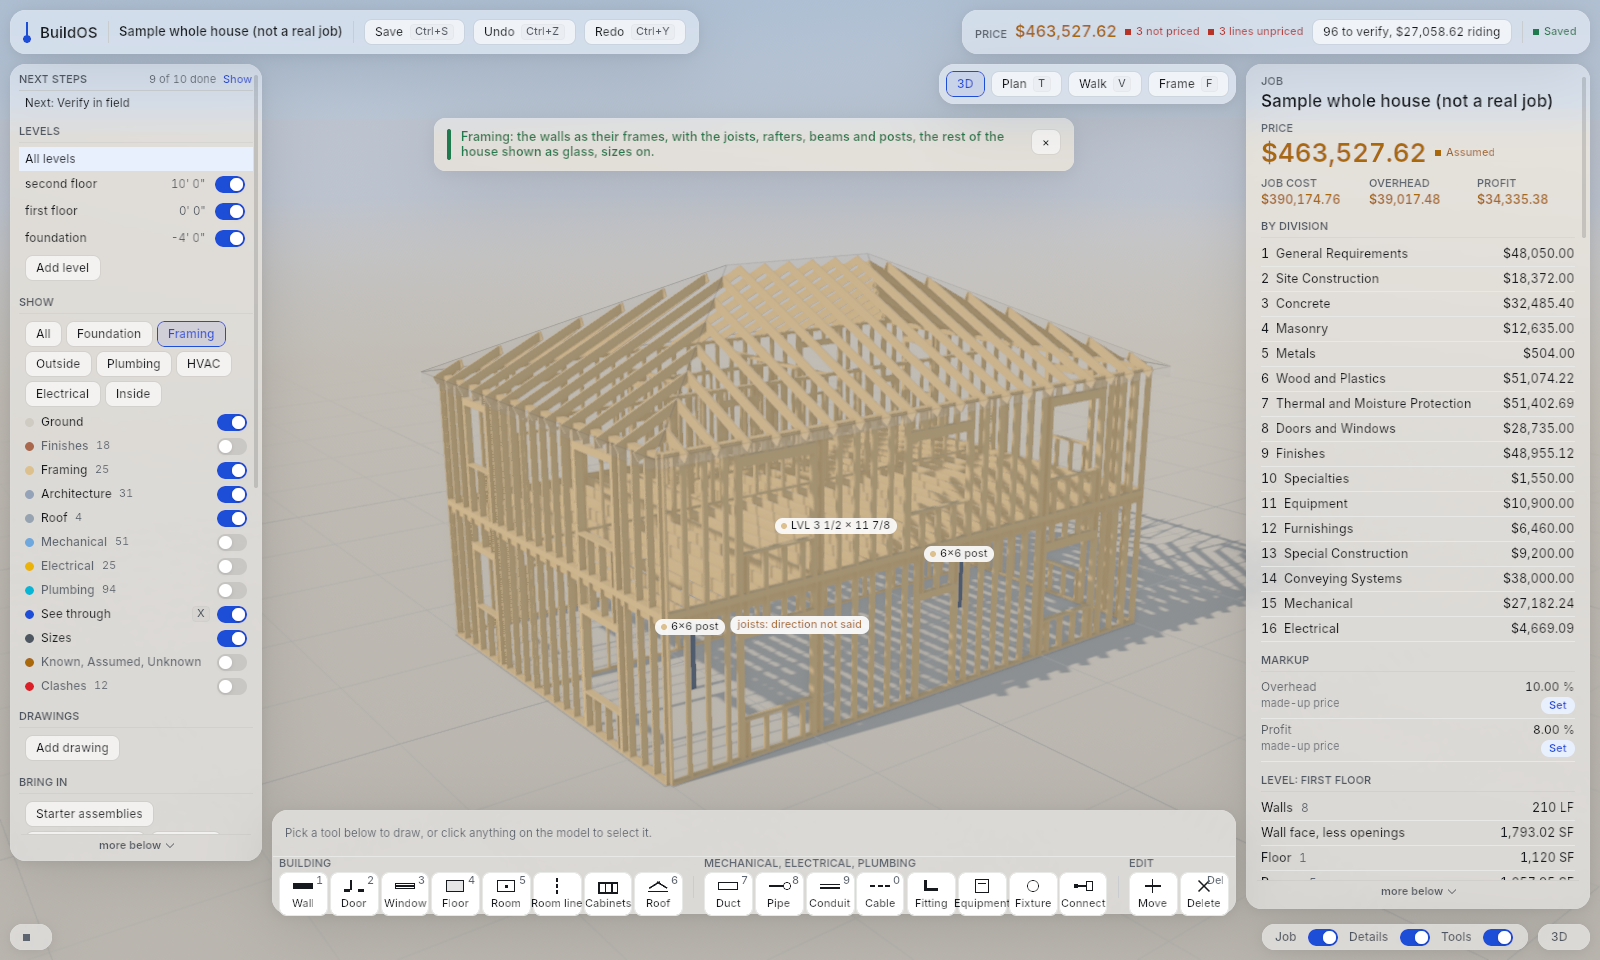 BuildOS
Sample whole house (not a real job)
Save Ctrl+S
Undo Ctrl+Z
Redo Ctrl+Y
PRICE $463,527.62
3 not priced
3 lines unpriced
96 to verify, $27,058.62 riding
Saved
NEXT STEPS 9 of 10 done Show
Next: Verify in field
LEVELS
All levels
second floor 10' 0"
first floor 0' 0"
foundation -4' 0"
Add level
SHOW
All Foundation Framing
Outside Plumbing HVAC
Electrical Inside
Ground
Finishes 18
Framing 25
Architecture 31
Roof 4
Mechanical 51
Electrical 25
Plumbing 94
See through X
Sizes
Known, Assumed, Unknown
Clashes 12
DRAWINGS
Add drawing
BRING IN
Starter assemblies
more below
3D
Plan T
Walk V
Frame F
Framing: the walls as their frames, with the joists, rafters, beams and posts, the rest of the
house shown as glass, sizes on.
×
LVL 3 1/2 × 11 7/8
6×6 post
6×6 post
joists: direction not said
Pick a tool below to draw, or click anything on the model to select it.
BUILDING
Wall 1
Door 2
Window 3
Floor 4
Room 5
Room line
Cabinets
Roof 6
MECHANICAL, ELECTRICAL, PLUMBING
Duct 7
Pipe 8
Conduit 9
Cable 0
Fitting
Equipment
Fixture
Connect
EDIT
Move
Delete Del
JOB
Sample whole house (not a real job)
PRICE
$463,527.62 Assumed
JOB COST OVERHEAD PROFIT
$390,174.76 $39,017.48 $34,335.38
BY DIVISION
1 General Requirements $48,050.00
2 Site Construction $18,372.00
3 Concrete $32,485.40
4 Masonry $12,635.00
5 Metals $504.00
6 Wood and Plastics $51,074.22
7 Thermal and Moisture Protection $51,402.69
8 Doors and Windows $28,735.00
9 Finishes $48,955.12
10 Specialties $1,550.00
11 Equipment $10,900.00
12 Furnishings $6,460.00
13 Special Construction $9,200.00
14 Conveying Systems $38,000.00
15 Mechanical $27,182.24
16 Electrical $4,669.09
MARKUP
Overhead 10.00 %
made-up price Set
Profit 8.00 %
made-up price Set
LEVEL: FIRST FLOOR
Walls 8 210 LF
Wall face, less openings 1,793.02 SF
Floor 1 1,120 SF
more below
Job
Details
Tools
3D